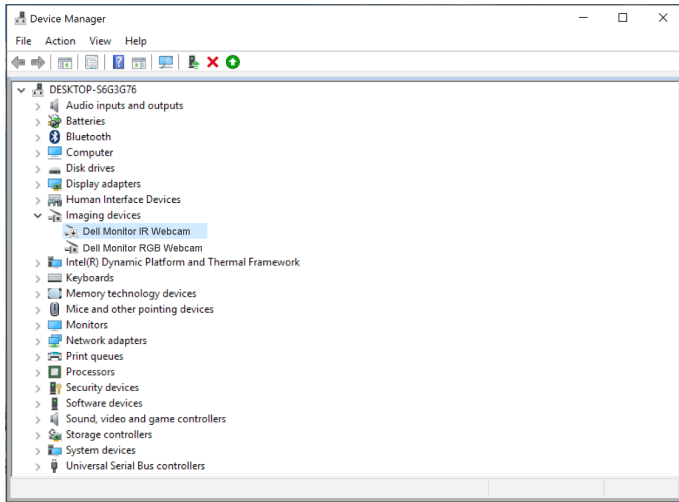 Device Manager
File Action View Help
DESKTOP-S6G3G76
Audio inputs and outputs
Batteries
Bluetooth
Computer
Disk drives
Display adapters
Human Interface Devices
Imaging devices
Dell Monitor IR Webcam
Dell Monitor RGB Webcam
Intel(R) Dynamic Platform and Thermal Framework
Keyboards
Memory technology devices
Mice and other pointing devices
Monitors
Network adapters
Print queues
Processors
Security devices
Software devices
Sound, video and game controllers
Storage controllers
System devices
Universal Serial Bus controllers